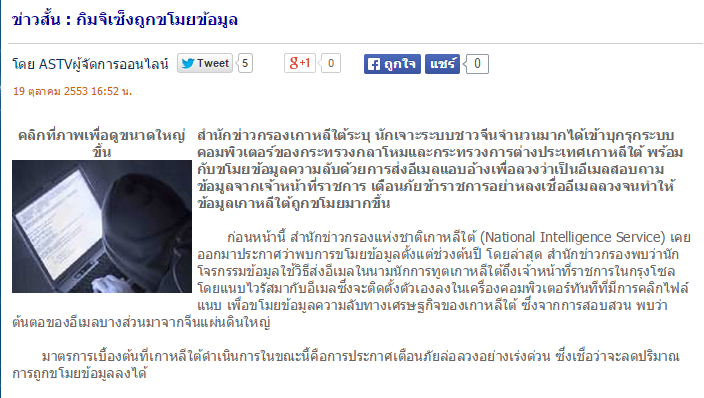 ข่าวสั้น : กิมจิเซ็งถูกขโมยข้อมูล
โดย ASTVผู้จัดการออนไลน์ Tweet 5 g+1 0 ถูกใจ แชร์ 0
19 ตุลาคม 2553 16:52 น.
คลิกที่ภาพเพื่อดูขนาดใหญ่
ขึ้น
สำนักข่าวกรองเกาหลีใต้ระบุ นักเจาะระบบชาวจีนจำนวนมากได้เข้าบุกรุกระบบ
คอมพิวเตอร์ของกระทรวงกลาโหมและกระทรวงการต่างประเทศเกาหลีใต้ พร้อม
กับขโมยข้อมูลความลับด้วยการส่งอีเมลแอบอ้างเพื่อลวงว่าเป็นอีเมลสอบถาม
ข้อมูลจากเจ้าหน้าที่ราชการ เตือนภัยข้าราชการอย่าหลงเชื่ออีเมลลวงจนทำให้
ข้อมูลเกาหลีใต้ถูกขโมยมากขึ้น
ก่อนหน้านี้ สำนักข่าวกรองแห่งชาติเกาหลีใต้ (National Intelligence Service) เคย
ออกมาประกาศว่าพบการขโมยข้อมูลตั้งแต่ช่วงต้นปี โดยล่าสุด สำนักข่าวกรองพบว่านัก
โจรกรรมข้อมูลใช้วิธีส่งอีเมลในนามนักการทูตเกาหลีใต้ถึงเจ้าหน้าที่ราชการในกรุงโซล
โดยแนบไวรัสมากับอีเมลซึ่งจะติดตั้งตัวเองลงในเครื่องคอมพิวเตอร์ทันทีที่มีการคลิกไฟล์
แนบ เพื่อขโมยข้อมูลความลับทางเศรษฐกิจของเกาหลีใต้ ซึ่งจากการสอบสวน พบว่า
ต้นตอของอีเมลบางส่วนมาจากจีนแผ่นดินใหญ่
มาตรการเบื้องต้นที่เกาหลีใต้ดำเนินการในขณะนี้คือการประกาศเตือนภัยล่อลวงอย่างเร่งด่วน ซึ่งเชื่อว่าจะลดปริมาณ
การถูกขโมยข้อมูลลงได้